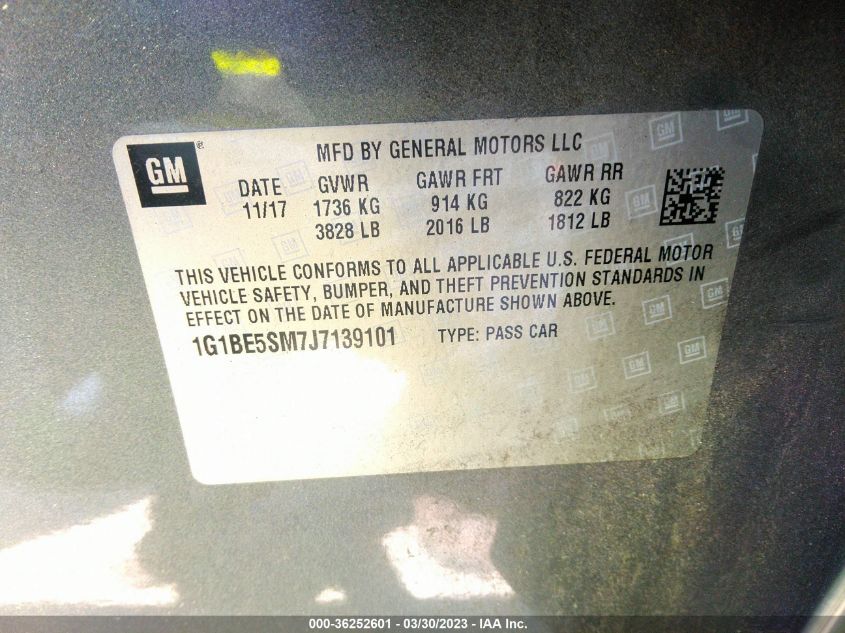 GM ®
MFD BY GENERAL MOTORS LLC
DATE GVWR GAWR FRT GAWR RR
11/17 1736 KG 914 KG 822 KG
3828 LB 2016 LB 1812 LB
THIS VEHICLE CONFORMS TO ALL APPLICABLE U.S. FEDERAL MOTOR
VEHICLE SAFETY, BUMPER, AND THEFT PREVENTION STANDARDS IN
EFFECT ON THE DATE OF MANUFACTURE SHOWN ABOVE.
1G1BE5SM7J7139101 TYPE: PASS CAR
000-36252601 - 03/30/2023 - IAA Inc.